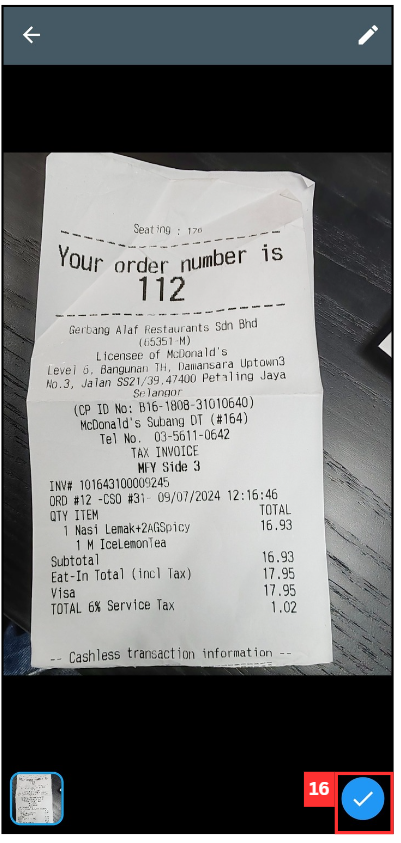 Seating : 176
Your order number is
112
Gerbang Alaf Restaurants Sdn Bhd
(65351-M)
Licensee of McDonald's
Level 6, Bangunan TH, Damansara Uptown3
No.3, Jalan SS21/39,47400 Petaling Jaya
Selangor
(CP ID No: B16-1808-31010640)
McDonald's Subang DT (#164)
Tel No. 03-5611-0642
TAX INVOICE
MFY Side 3
INV# 101643100009245
ORD #12 -CSO #31- 09/07/2024 12:16:46
QTY ITEM TOTAL
1 Nasi Lemak+2AGSpicy 16.93
1 M IceLemonTea
Subtotal 16.93
Eat-In Total (incl Tax) 17.95
Visa 17.95
TOTAL 6% Service Tax 1.02
-- Cashless transaction information --
16